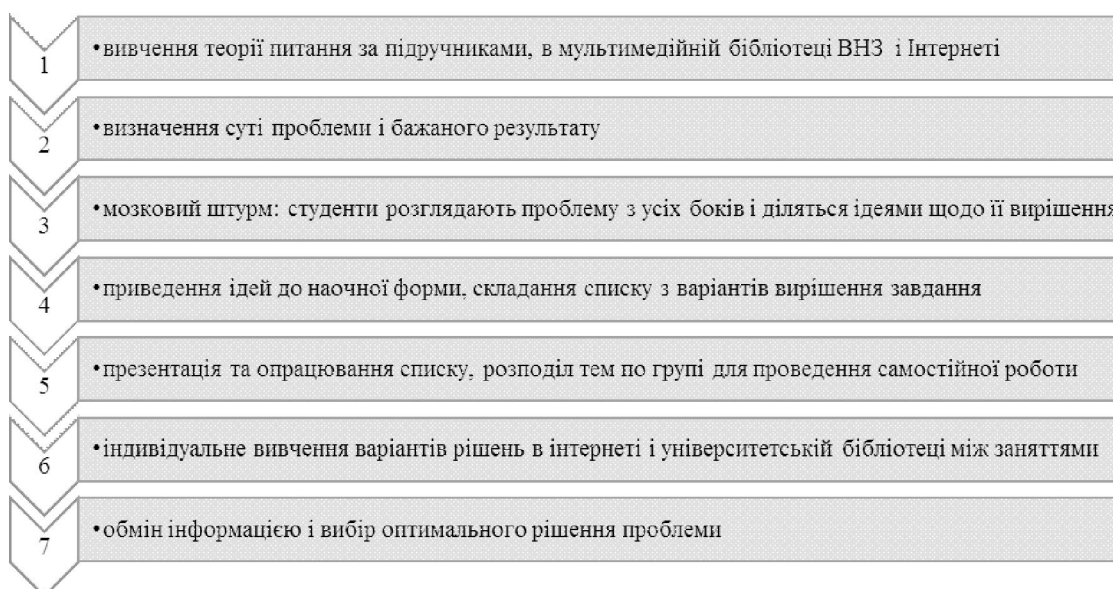 1 •вивчення теорії питання за підручниками, в мультимедійній бібліотеці ВНЗ і Інтернеті
2 •визначення суті проблеми і бажаного результату
3 •мозковий штурм: студенти розглядають проблему з усіх боків і діляться ідеями щодо її вирішення
4 •приведення ідей до наочної форми, складання списку з варіантів вирішення завдання
5 •презентація та опрацювання списку, розподіл тем по групі для проведення самостійної роботи
6 •індивідуальне вивчення варіантів рішень в інтернеті і університетській бібліотеці між заняттями
7 •обмін інформацією і вибір оптимального рішення проблеми